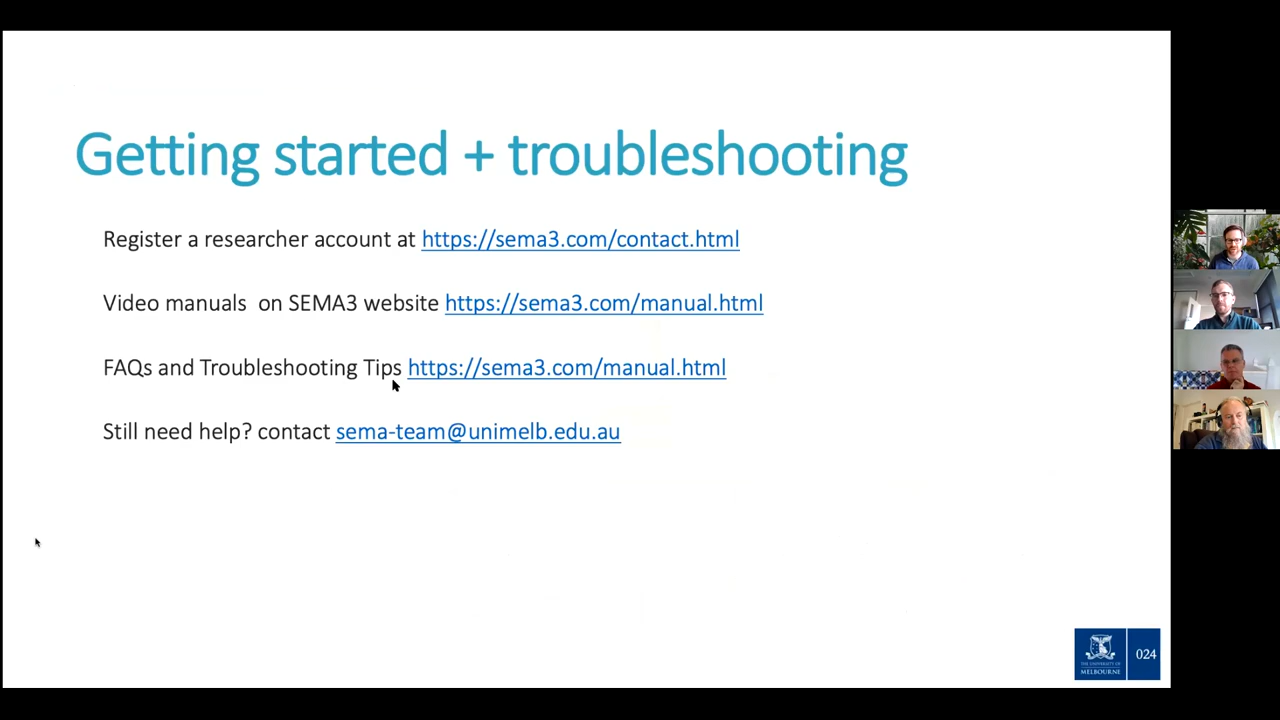 Getting started + troubleshooting
Register a researcher account at https://sema3.com/contact.html
Video manuals  on SEMA3 website https://sema3.com/manual.html
FAQs and Troubleshooting Tips https://sema3.com/manual.html
Still need help? contact sema-team@unimelb.edu.au
THE UNIVERSITY OF
MELBOURNE
024